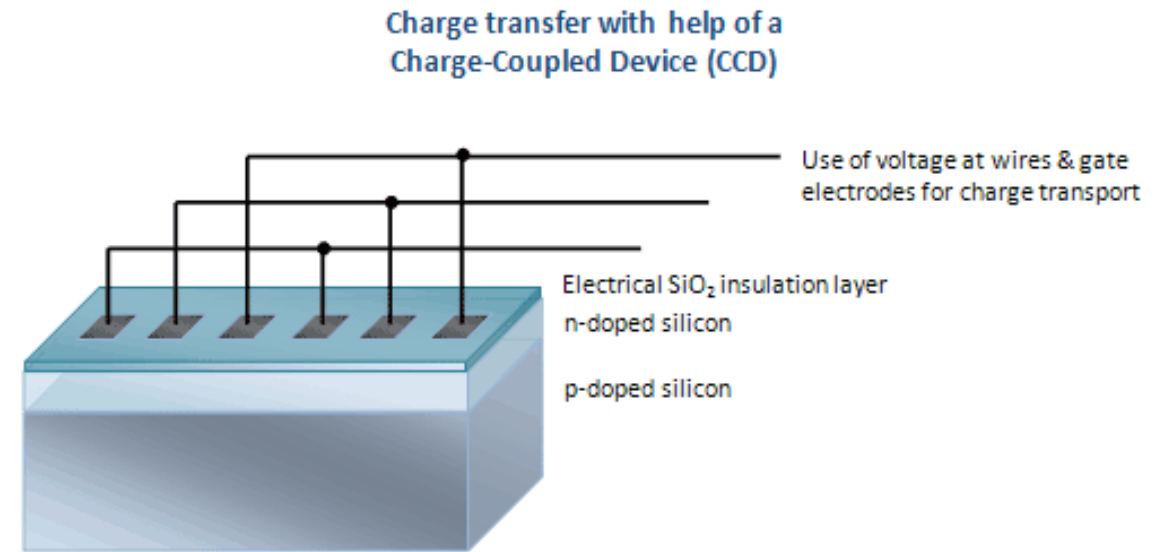 Charge transfer with help of a
Charge-Coupled Device (CCD)
Use of voltage at wires & gate
electrodes for charge transport
Electrical SiO₂ insulation layer
n-doped silicon
p-doped silicon